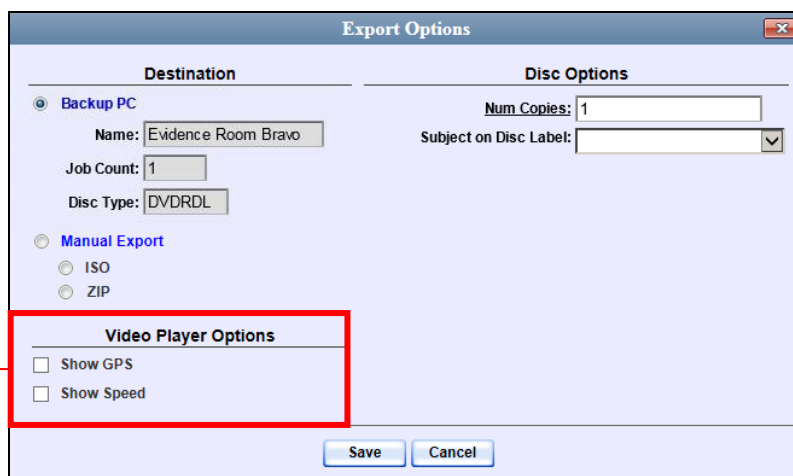 Export Options
Destination
Backup PC
Name: Evidence Room Bravo
Job Count: 1
Disc Type: DVDRDL
Manual Export
ISO
ZIP
Video Player Options
Show GPS
Show Speed
Disc Options
Num Copies: 1
Subject on Disc Label:
Save Cancel